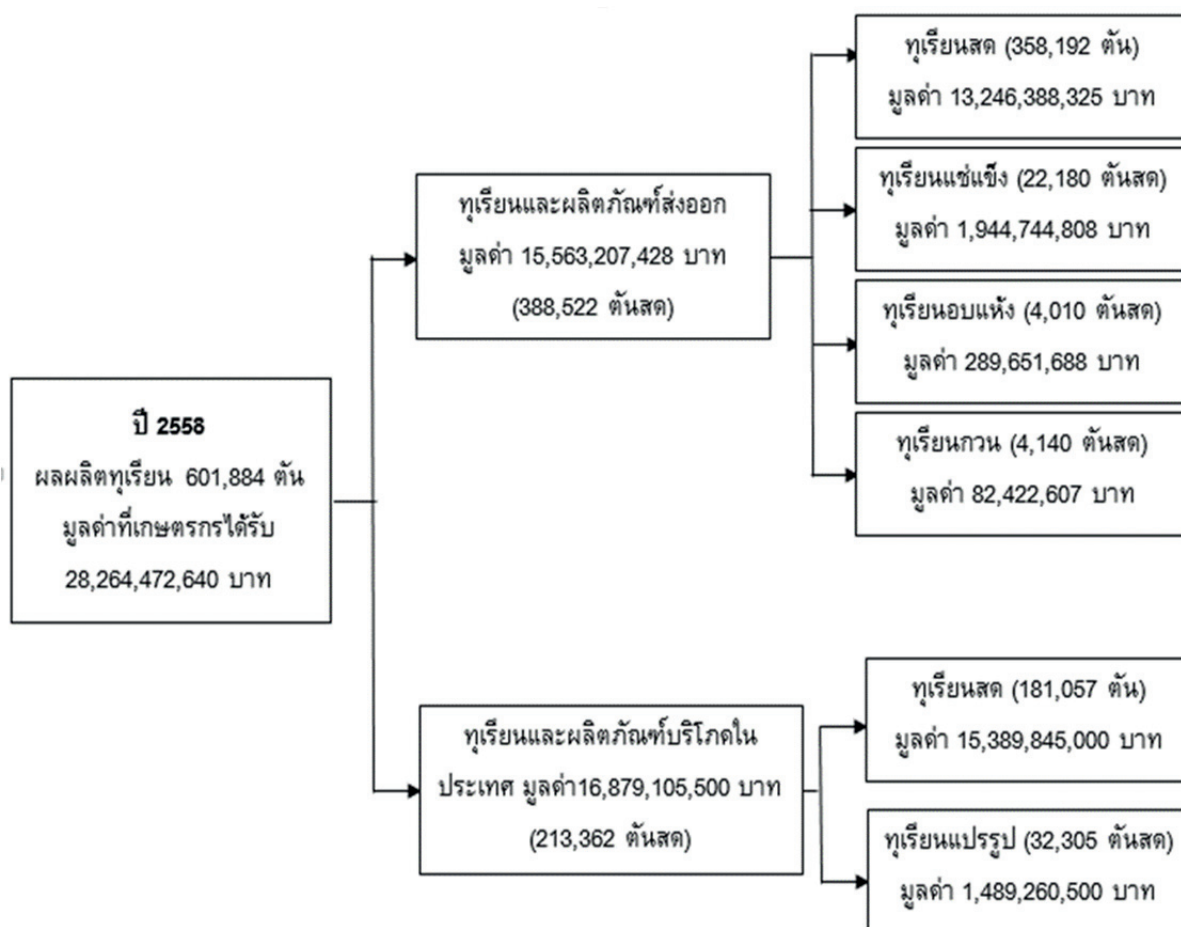 ปี 2558
ผลผลิตทุเรียน 601,884 ตัน
มูลค่าที่เกษตรกรได้รับ
28,264,472,640 บาท
ทุเรียนและผลิตภัณฑ์ส่งออก
มูลค่า 15,563,207,428 บาท
(388,522 ตันสด)
ทุเรียนสด (358,192 ตัน)
มูลค่า 13,246,388,325 บาท
ทุเรียนแช่แข็ง (22,180 ตันสด)
มูลค่า 1,944,744,808 บาท
ทุเรียนอบแห้ง (4,010 ตันสด)
มูลค่า 289,651,688 บาท
ทุเรียนกวน (4,140 ตันสด)
มูลค่า 82,422,607 บาท
ทุเรียนและผลิตภัณฑ์บริโภคใน
ประเทศ มูลค่า16,879,105,500 บาท
(213,362 ตันสด)
ทุเรียนสด (181,057 ตัน)
มูลค่า 15,389,845,000 บาท
ทุเรียนแปรรูป (32,305 ตันสด)
มูลค่า 1,489,260,500 บาท